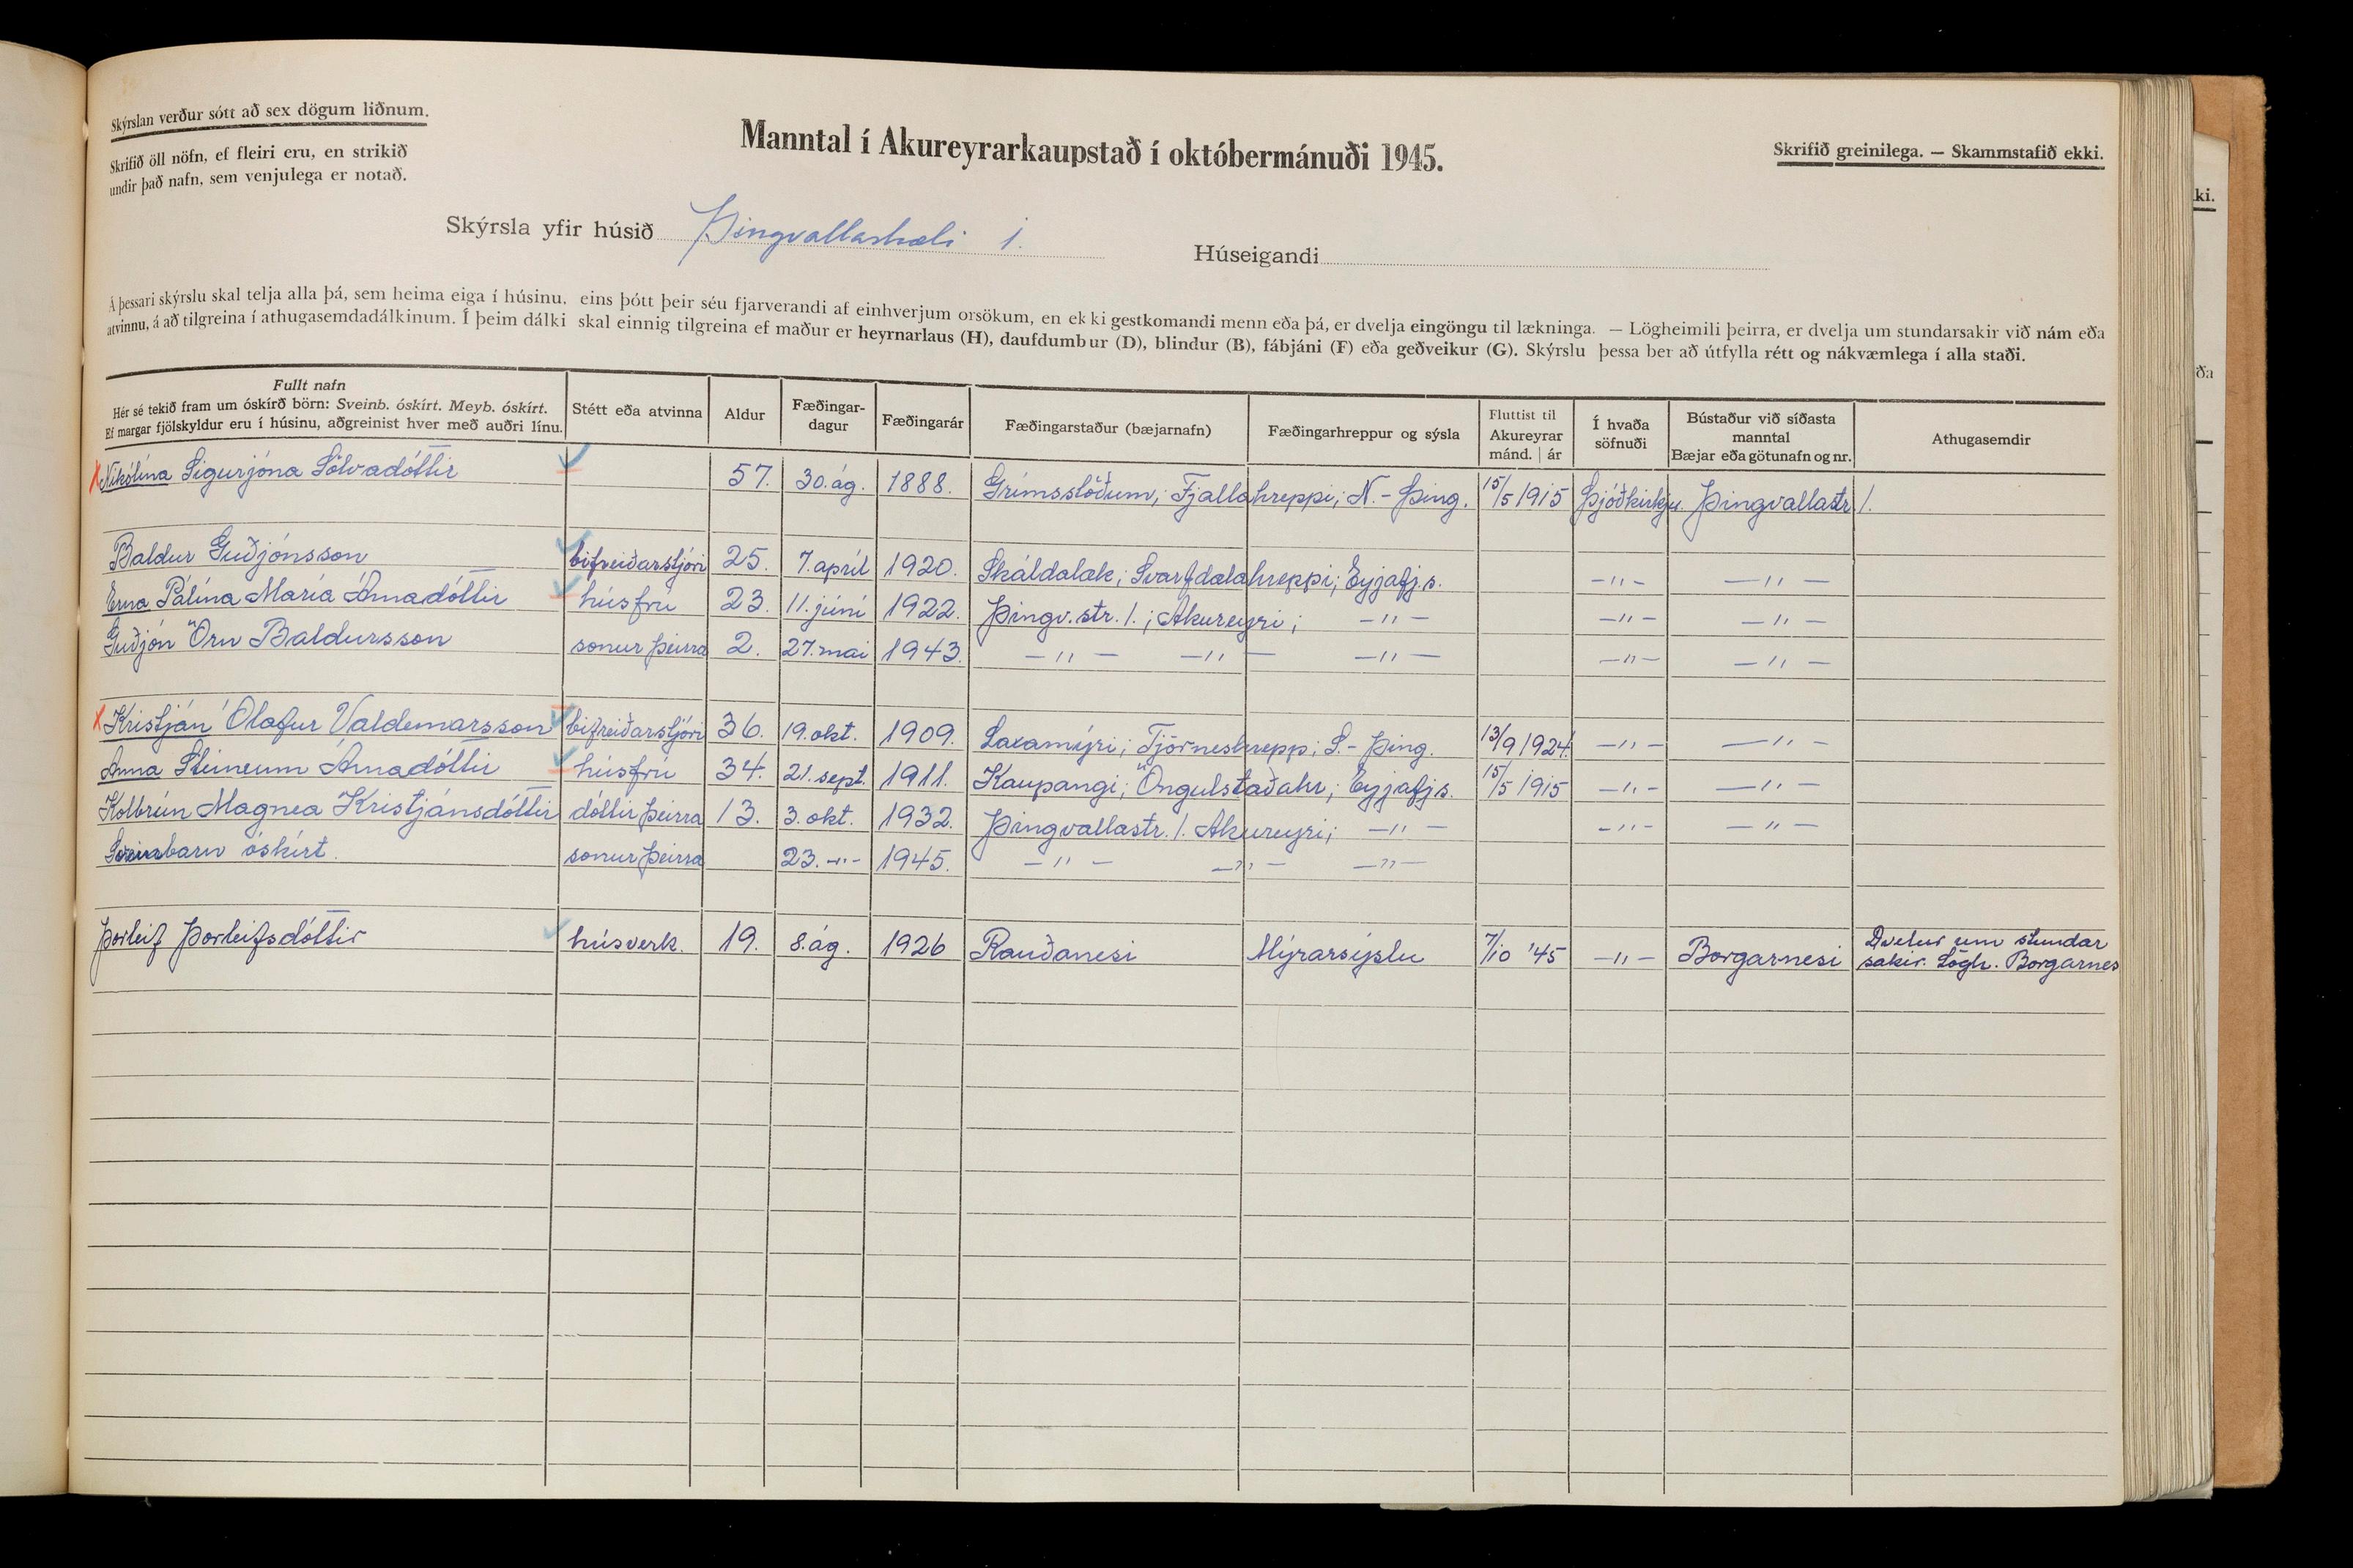 Skýrslan verður sótt að sex dögum liðnum.
Skrifið öll nöfn, ef fleiri eru, en strikið
undir það nafn, sem venjulega er notað.
Manntal í Akureyrarkaupstað í októbermánuði 1945.
Skrifið greinilega. — Skammstafið ekki.
Skýrsla yfir húsið Þingvallastræti 1.
Húseigandi
Á þessari skýrslu skal telja alla þá, sem heima eiga í húsinu, eins þótt þeir séu fjarverandi af einhverjum orsökum, en ekki gestkomandi menn eða þá, er dvelja eingöngu til lækninga. — Lögheimili þeirra, er dvelja um stundarsakir við nám eða
atvinnu, á að tilgreina í athugasemdadálkinum. Í þeim dálki skal einnig tilgreina ef maður er heyrnarlaus (H), daufdumbur (D), blindur (B), fábjáni (F) eða geðveikur (G). Skýrslu þessa ber að útfylla rétt og nákvæmlega í alla staði.
Fullt nafn
Hér sé tekið fram um óskírð börn: Sveinb. óskírt. Meyb. óskírt.
Ef margar fjölskyldur eru í húsinu, aðgreinist hver með auðri línu.
Stétt eða atvinna
Aldur
Fæðingar-
dagur
Fæðingarár
Fæðingarstaður (bæjarnafn)
Fæðingarhreppur og sýsla
Fluttist til
Akureyrar
mánd. | ár
Í hvaða
söfnuði
Bústaður við síðasta
manntal
Bæjar eða götunafn og nr.
Athugasemdir
Nikólína Sigurjóna Sölvadóttir 57. 30. ág. 1888. Grímsstöðum; Fjallahreppi; N.-Þing. 15/5 1915 Þjóðkirkju Þingvallastr 1.
Baldur Guðjónsson bifreiðarstjóri 25. 7. apríl 1920. Skáldalæk; Svarfdælahreppi; Eyjafj.s. —"— —"—
Erna Pálína María Árnadóttir húsfrú 23. 11. júní 1922. Þingv.str. 1.; Akureyri; —"— —"— —"—
Guðjón Örn Baldursson sonur þeirra 2. 27. maí 1943. —"— —"— —"— —"— —"—
Kristján Ólafur Valdemarsson bifreiðarstjóri 36. 19. okt. 1909. Laxamýri; Tjörneshrepp; S.-Þing. 13/9 1924. —"— —"—
Anna Steinunn Árnadóttir húsfrú 34. 21. sept. 1911. Kaupangi; Öngulstaðahr; Eyjafj.s. 15/5 1915 —"— —"—
Kolbrún Magnea Kristjánsdóttir dóttir þeirra 13. 3. okt. 1932. Þingvallastr. 1. Akureyri; —"— —"— —"—
Sveinbarn óskírt. sonur þeirra 23. —"— 1945. —"— —"— —"—
Þorleif Þorleifsdóttir húsverk. 19. 8. ág. 1926 Rauðanesi Mýrarsýslu 7/10 '45 —"— Borgarnesi Dvelur um stundar
sakir. Lögh. Borgarnes
ki.
ða